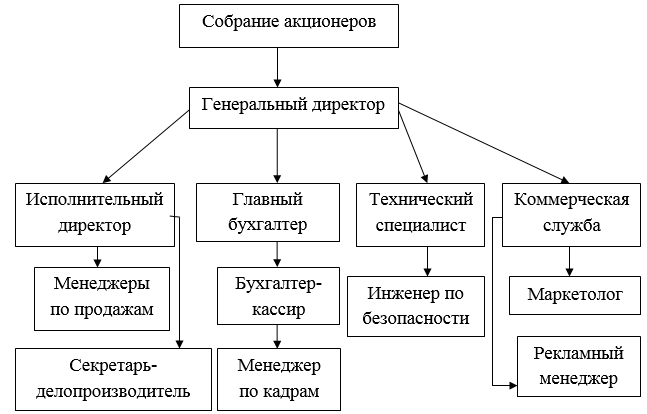 Собрание акционеров
Генеральный директор
Исполнительный
директор
Главный
бухгалтер
Технический
специалист
Коммерческая
служба
Менеджеры
по продажам
Бухгалтер-
кассир
Инженер по
безопасности
Маркетолог
Секретарь-
делопроизводитель
Менеджер
по кадрам
Рекламный
менеджер